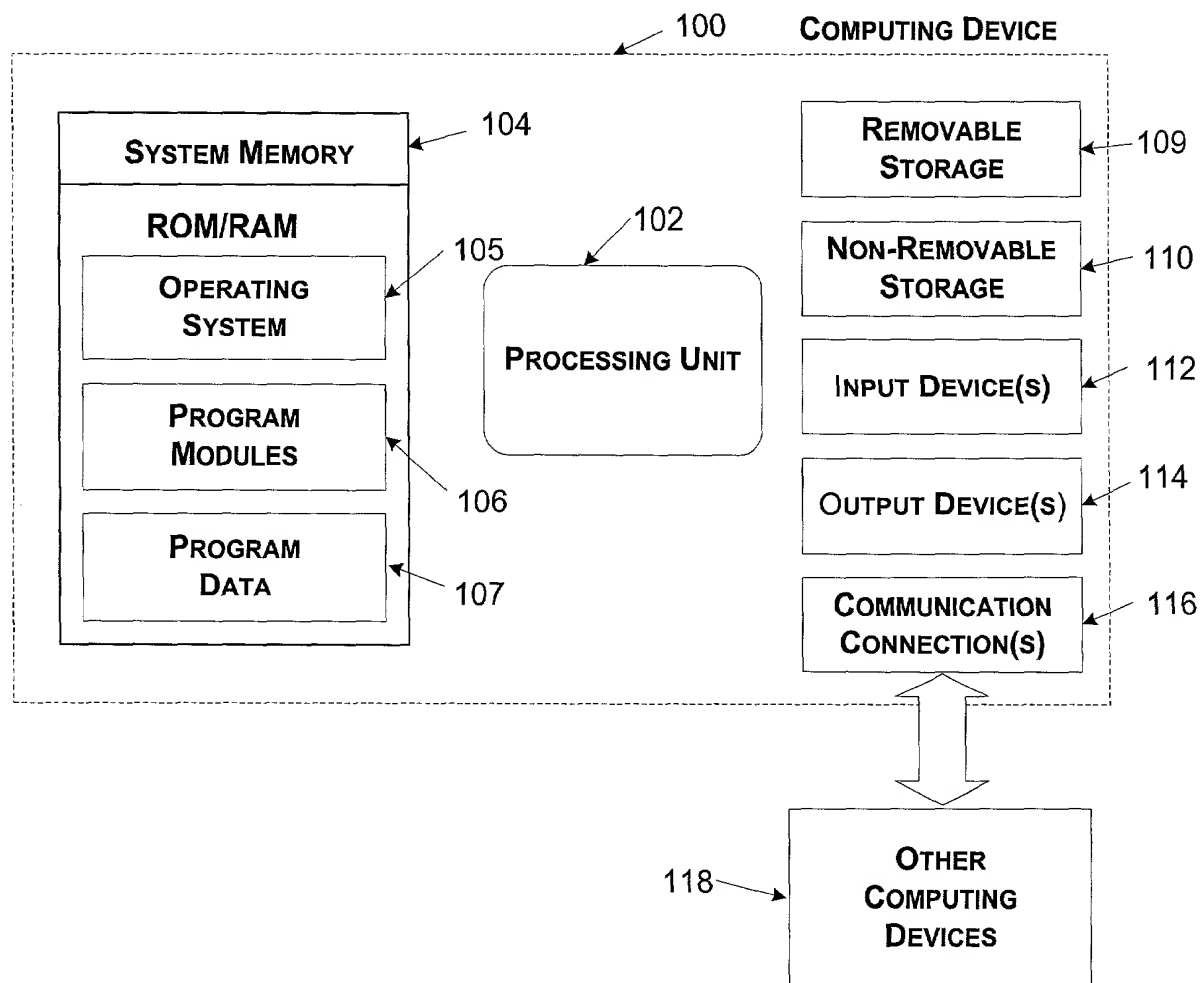 100 COMPUTING DEVICE
104
SYSTEM MEMORY
ROM/RAM
105
OPERATING
SYSTEM
PROGRAM
MODULES
106
PROGRAM
DATA
107
102
PROCESSING UNIT
REMOVABLE
STORAGE
109
NON-REMOVABLE
STORAGE
110
INPUT DEVICE(S)
112
OUTPUT DEVICE(S)
114
COMMUNICATION
CONNECTION(S)
116
118
OTHER
COMPUTING
DEVICES